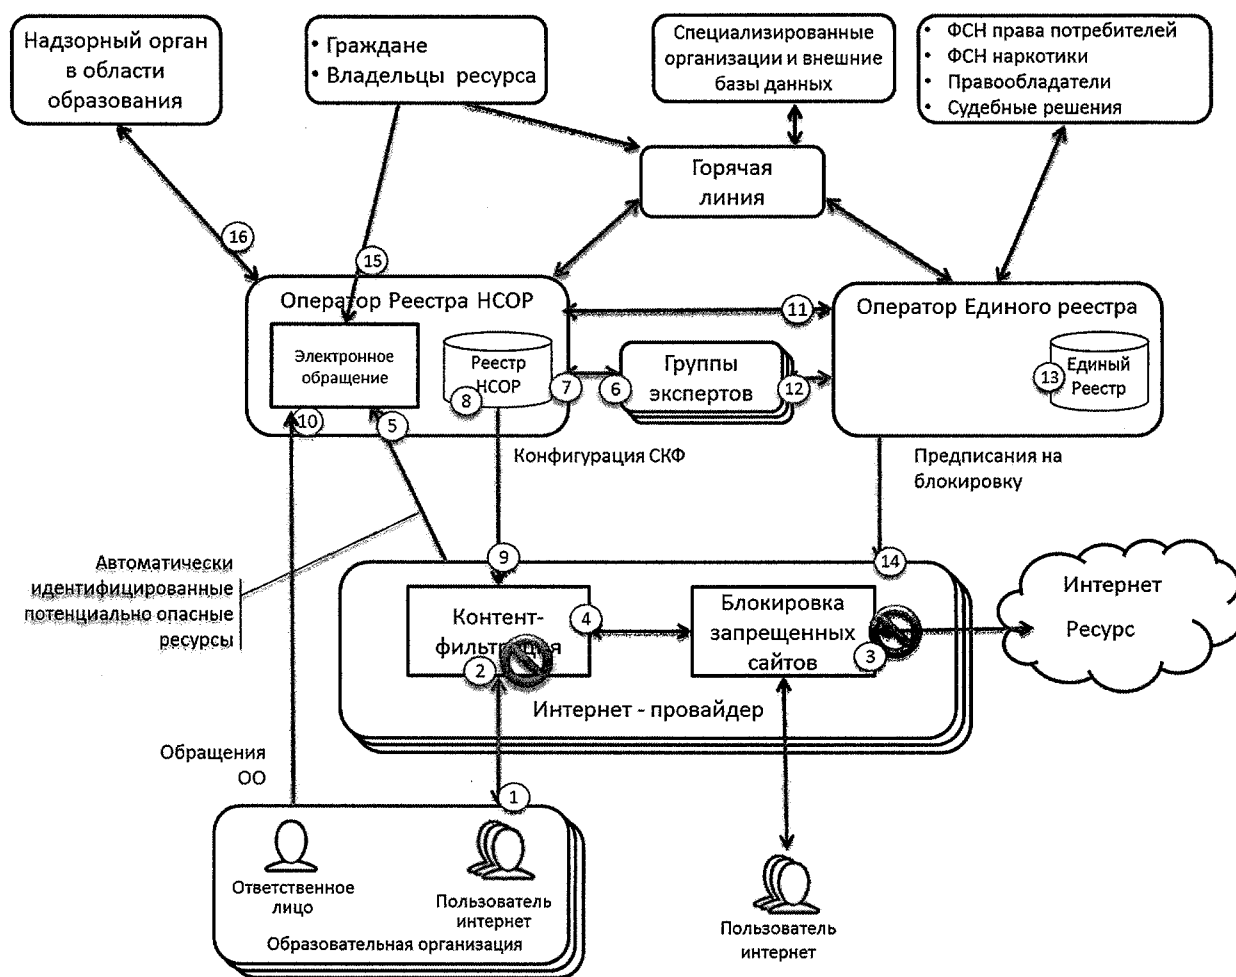 Надзорный орган
в области
образования
• Граждане
• Владельцы ресурса
Специализированные
организации и внешние
базы данных
• ФСН права потребителей
• ФСН наркотики
• Правообладатели
• Судебные решения
Горячая
линия
16
15
Оператор Реестра НСОР
Электронное
обращение
Реестр
НСОР
8
7
6
Группы
экспертов
11
12
Оператор Единого реестра
13
Единый
Реестр
10
5
Конфигурация СКФ
Предписания на
блокировку
Автоматически
идентифицированные
потенциально опасные
ресурсы
9
14
Контент-
фильтрация
2
4
Блокировка
запрещенных
сайтов
3
Интернет
Ресурс
Интернет - провайдер
Обращения
ОО
1
Ответственное
лицо
Пользователь
интернет
Образовательная организация
Пользователь
интернет